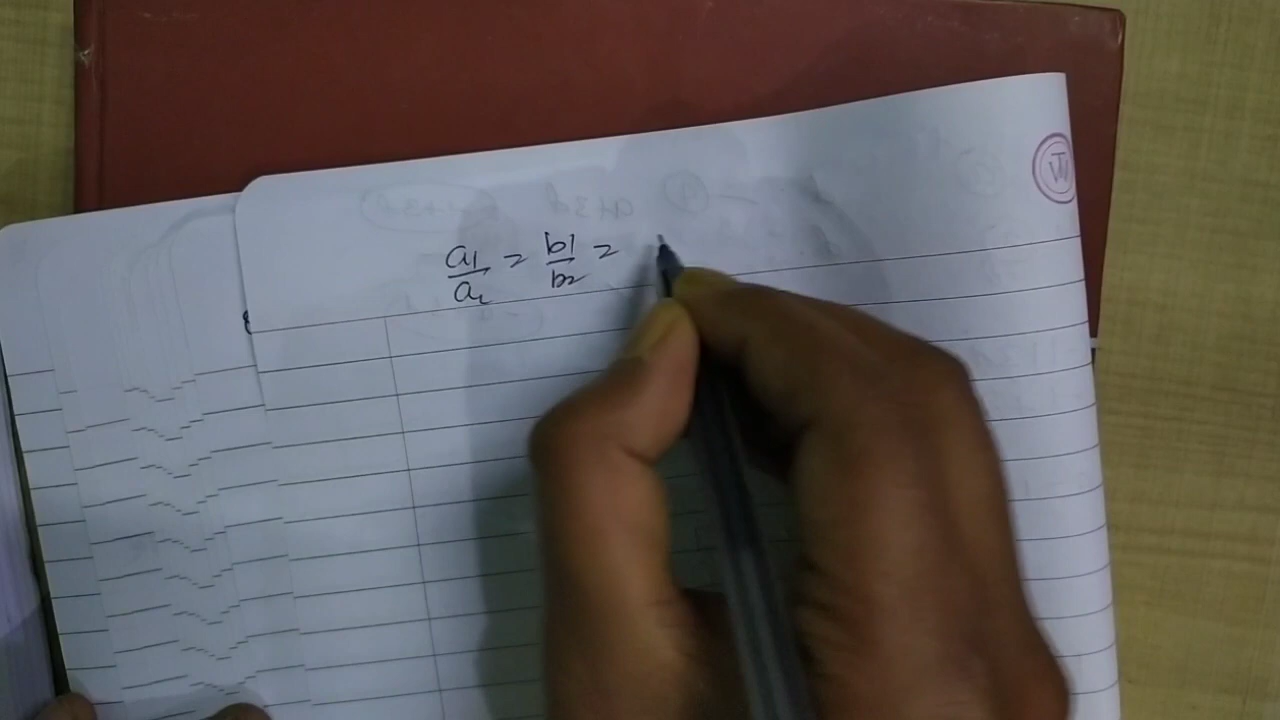 a1/a2 = b1/b2 =